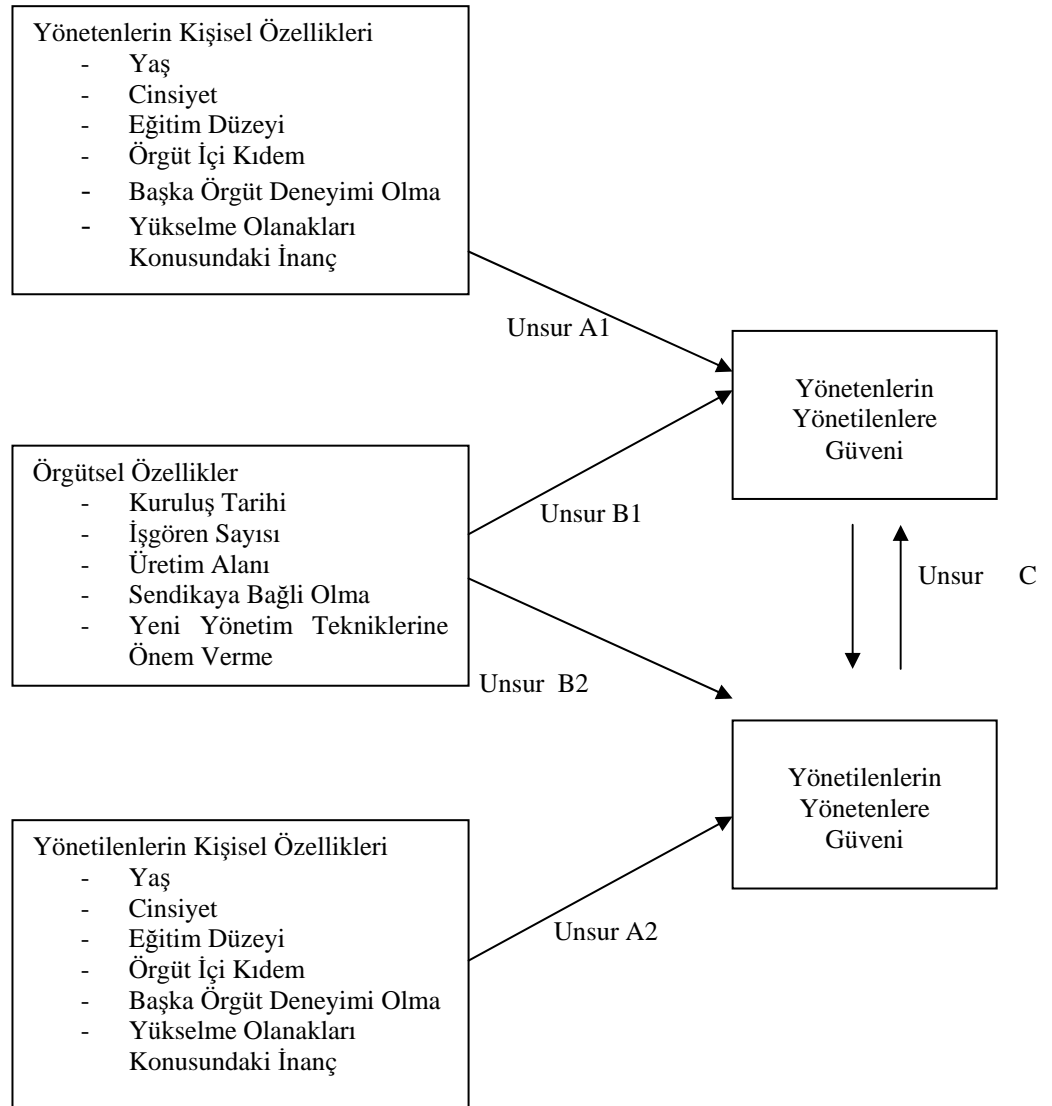 Yönetenlerin Kişisel Özellikleri
- Yaş
- Cinsiyet
- Eğitim Düzeyi
- Örgüt İçi Kıdem
- Başka Örgüt Deneyimi Olma
- Yükselme Olanakları
Konusundaki İnanç
Unsur A1
Yönetenlerin
Yönetilenlere
Güveni
Örgütsel Özellikler
- Kuruluş Tarihi
- İşgören Sayısı
- Üretim Alanı
- Sendikaya Bağli Olma
- Yeni Yönetim Tekniklerine
Önem Verme
Unsur B1
Unsur B2
Unsur C
Yönetilenlerin
Yönetenlere
Güveni
Yönetilenlerin Kişisel Özellikleri
- Yaş
- Cinsiyet
- Eğitim Düzeyi
- Örgüt İçi Kıdem
- Başka Örgüt Deneyimi Olma
- Yükselme Olanakları
Konusundaki İnanç
Unsur A2